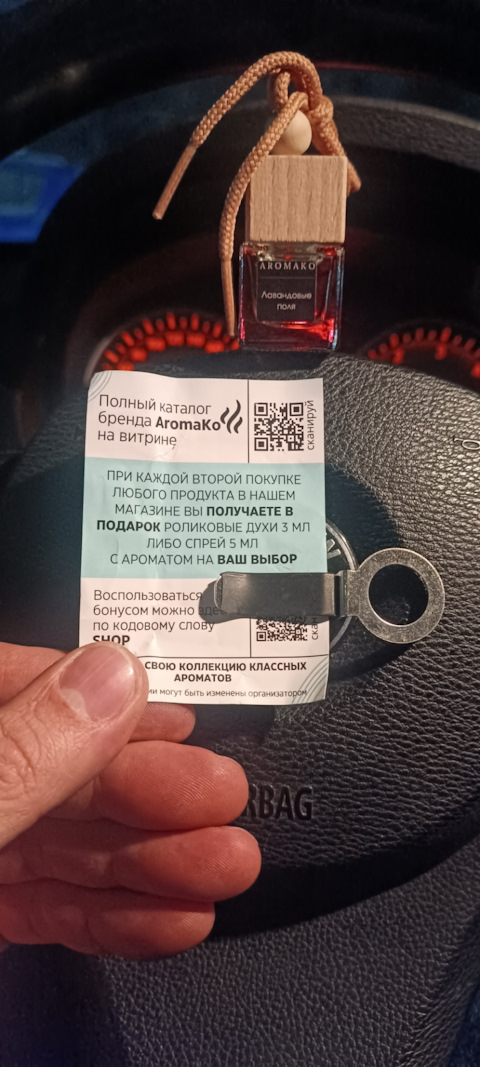 AROMAKO
Лавандовые
поля
Полный каталог
бренда AromaKo
на витрине
сканируй
ПРИ КАЖДОЙ ВТОРОЙ ПОКУПКЕ
ЛЮБОГО ПРОДУКТА В НАШЕМ
МАГАЗИНЕ ВЫ ПОЛУЧАЕТЕ В
ПОДАРОК РОЛИКОВЫЕ ДУХИ 3 МЛ
ЛИБО СПРЕЙ 5 МЛ
С АРОМАТОМ НА ВАШ ВЫБОР
Воспользоваться
бонусом можно
по кодовому слову
SHOP
СВОЮ КОЛЛЕКЦИЮ КЛАССНЫХ
АРОМАТОВ
могут быть изменены организатором